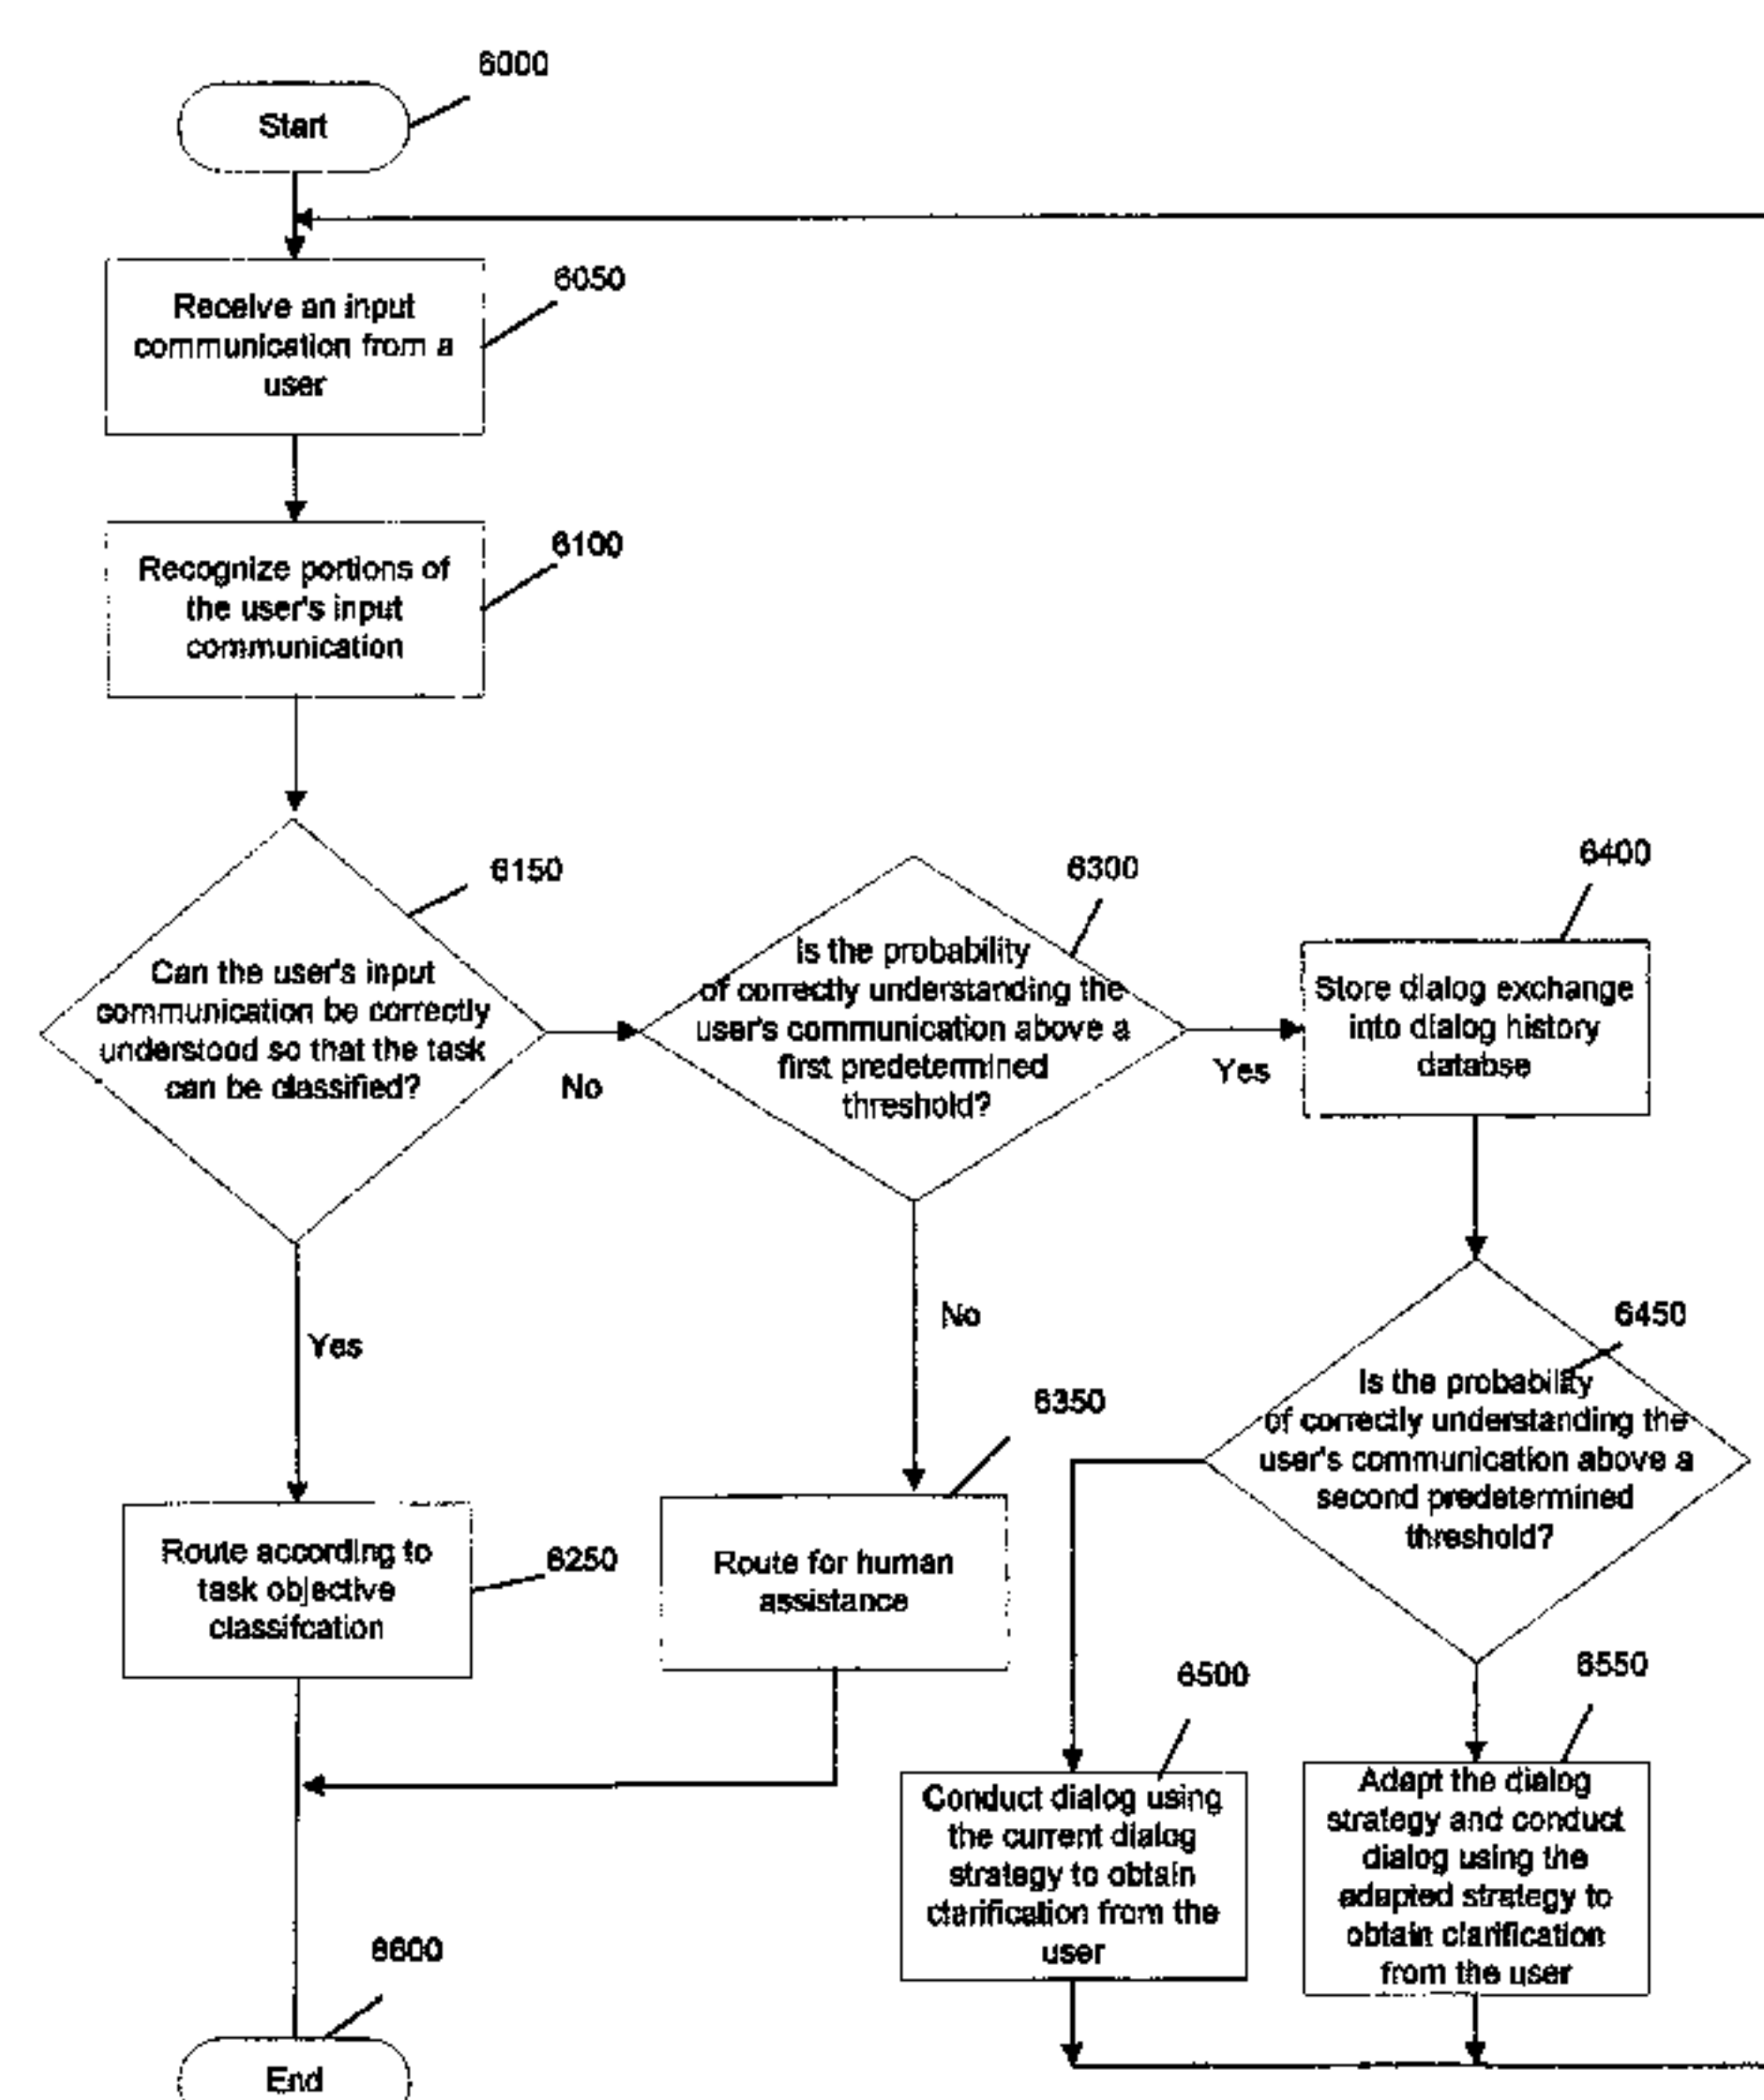 6000
Start
6050
Receive an input
communication from a
user
6100
Recognize portions of
the user's input
communication
6150
Can the user's input
communication be correctly
understood so that the task
can be classified?
No
Yes
6300
Is the probability
of correctly understanding the
user's communication above a
first predetermined
threshold?
Yes
No
6400
Store dialog exchange
into dialog history
databse
6450
Is the probability
of correctly understanding the
user's communication above a
second predetermined
threshold?
6250
Route according to
task objective
classifcation
6350
Route for human
assistance
6500
Conduct dialog using
the current dialog
strategy to obtain
clarification from the
user
6550
Adapt the dialog
strategy and conduct
dialog using the
adapted strategy to
obtain clarification
from the user
6600
End